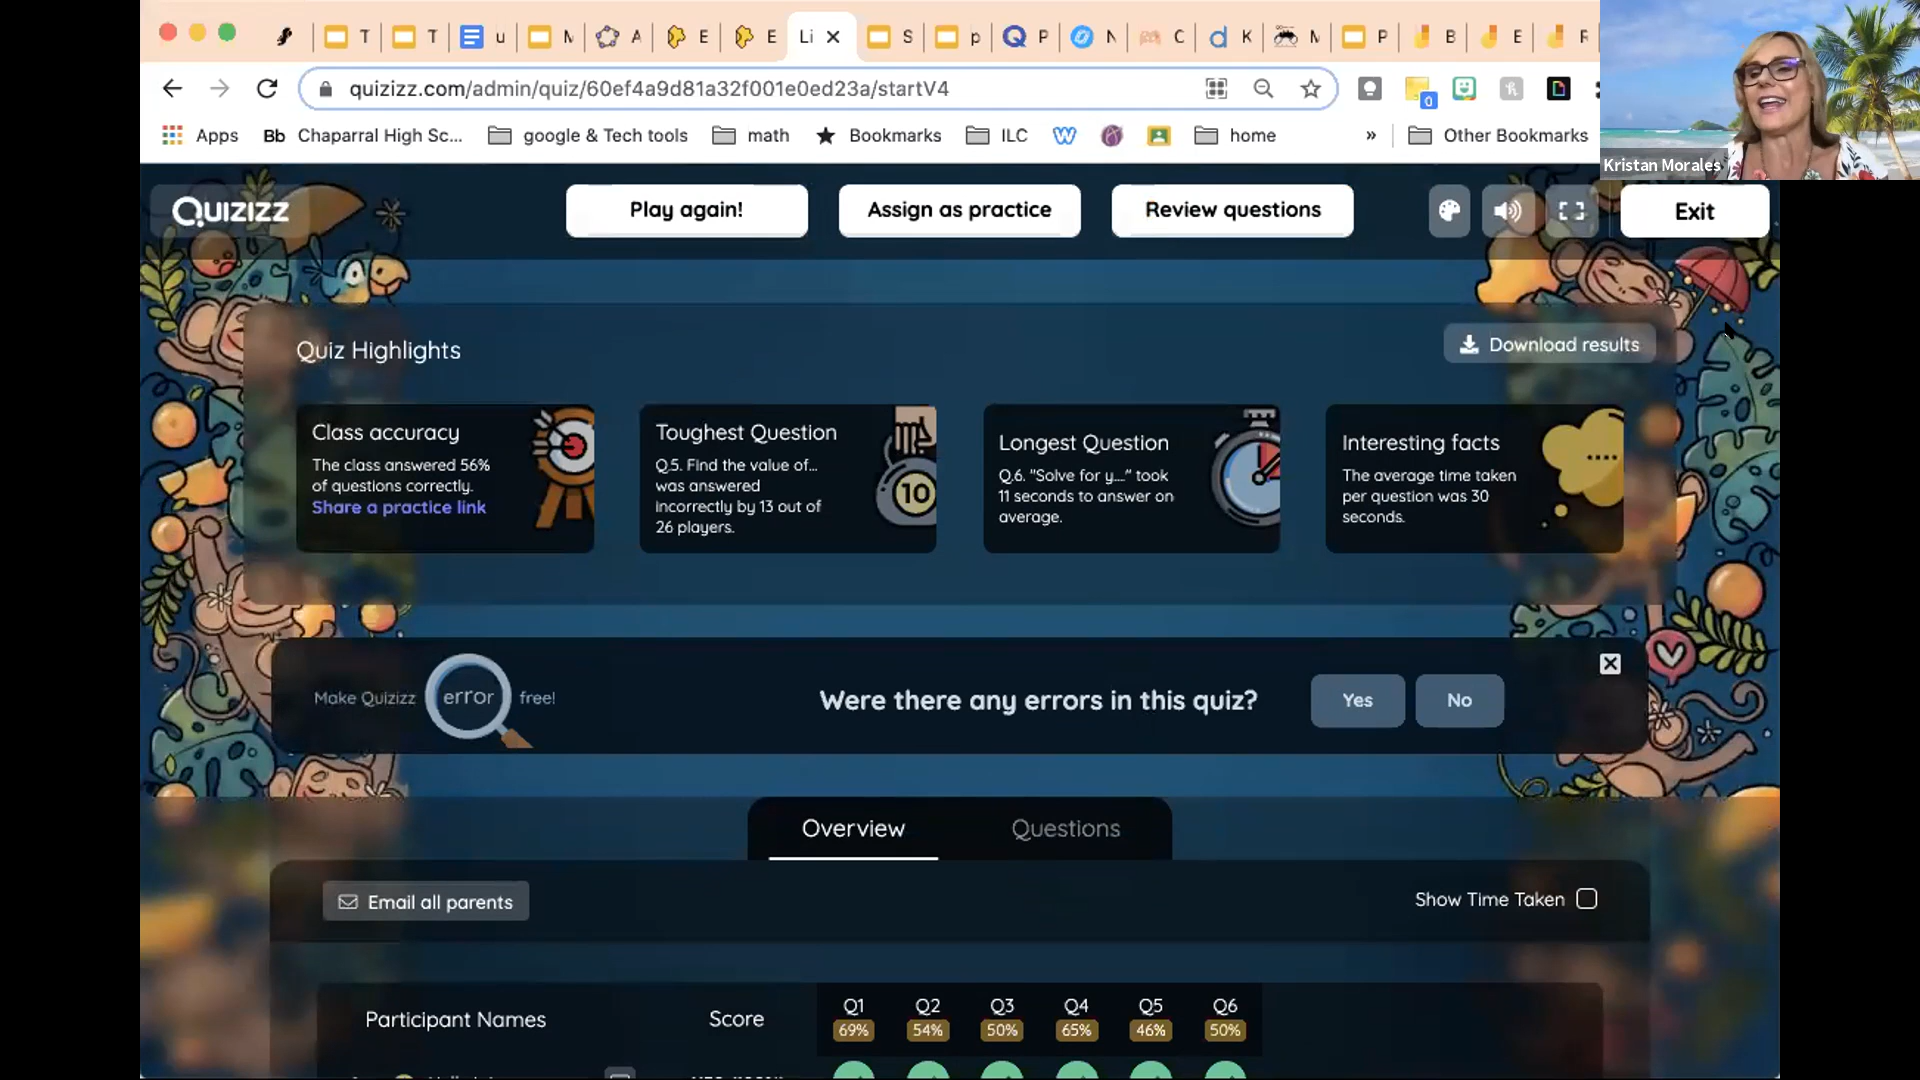 T
T
u
M
A
E
E
Li
S
p
P
N
C
K
M
P
B
E
F
quizizz.com/admin/quiz/60ef4a9d81a32f001e0ed23a/startV4
0
Apps
Bb Chaparral High Sc...
google & Tech tools
math
Bookmarks
ILC
home
»
Other Bookmarks
Kristan Morales
Quizizz
Play again!
Assign as practice
Review questions
Exit
Quiz Highlights
Download results
Class accuracy
The class answered 56%
of questions correctly.
Share a practice link
Toughest Question
Q.5. Find the value of...
was answered
incorrectly by 13 out of
26 players.
10
Longest Question
Q.6. "Solve for y...." took
11 seconds to answer on
average.
Interesting facts
The average time taken
per question was 30
seconds.
Make Quizizz error free!
Were there any errors in this quiz?
Yes
No
Overview
Questions
Email all parents
Show Time Taken
Participant Names
Score
Q1 Q2 Q3 Q4 Q5 Q6
69% 54% 50% 65% 46% 50%